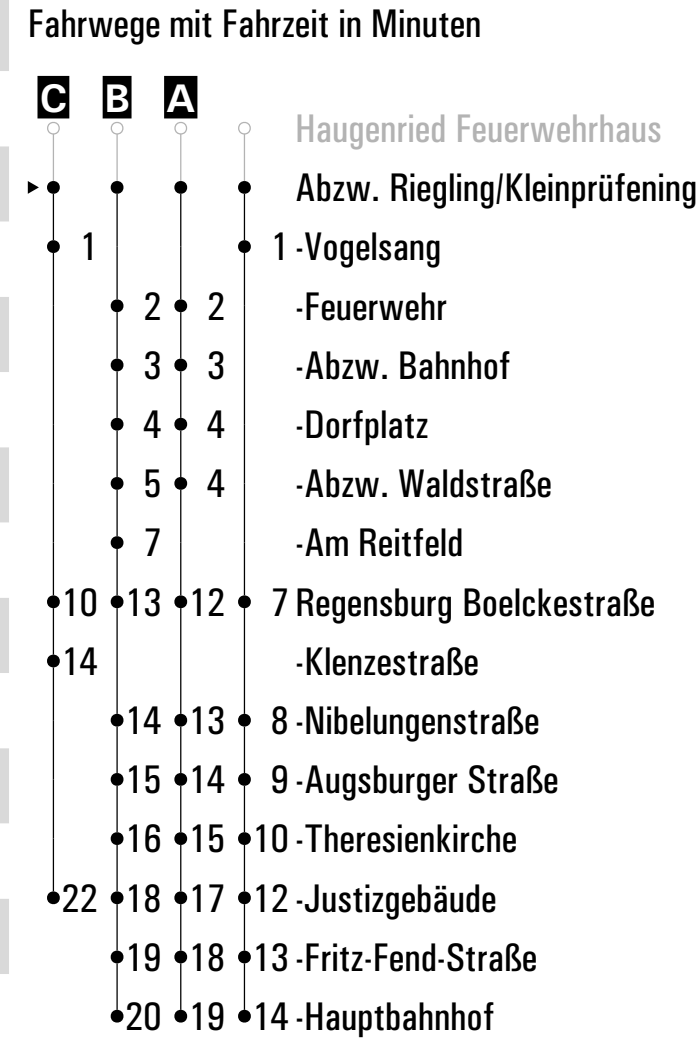 Fahrwege mit Fahrzeit in Minuten
C B A
Haugenried Feuerwehrhaus
Abzw. Riegling/Kleinprüfening
1 1 -Vogelsang
2 2 -Feuerwehr
3 3 -Abzw. Bahnhof
4 4 -Dorfplatz
5 4 -Abzw. Waldstraße
7 -Am Reitfeld
10 13 12 7 Regensburg Boelckestraße
14 -Klenzestraße
14 13 8 -Nibelungenstraße
15 14 9 -Augsburger Straße
16 15 10 -Theresienkirche
22 18 17 12 -Justizgebäude
19 18 13 -Fritz-Fend-Straße
20 19 14 -Hauptbahnhof